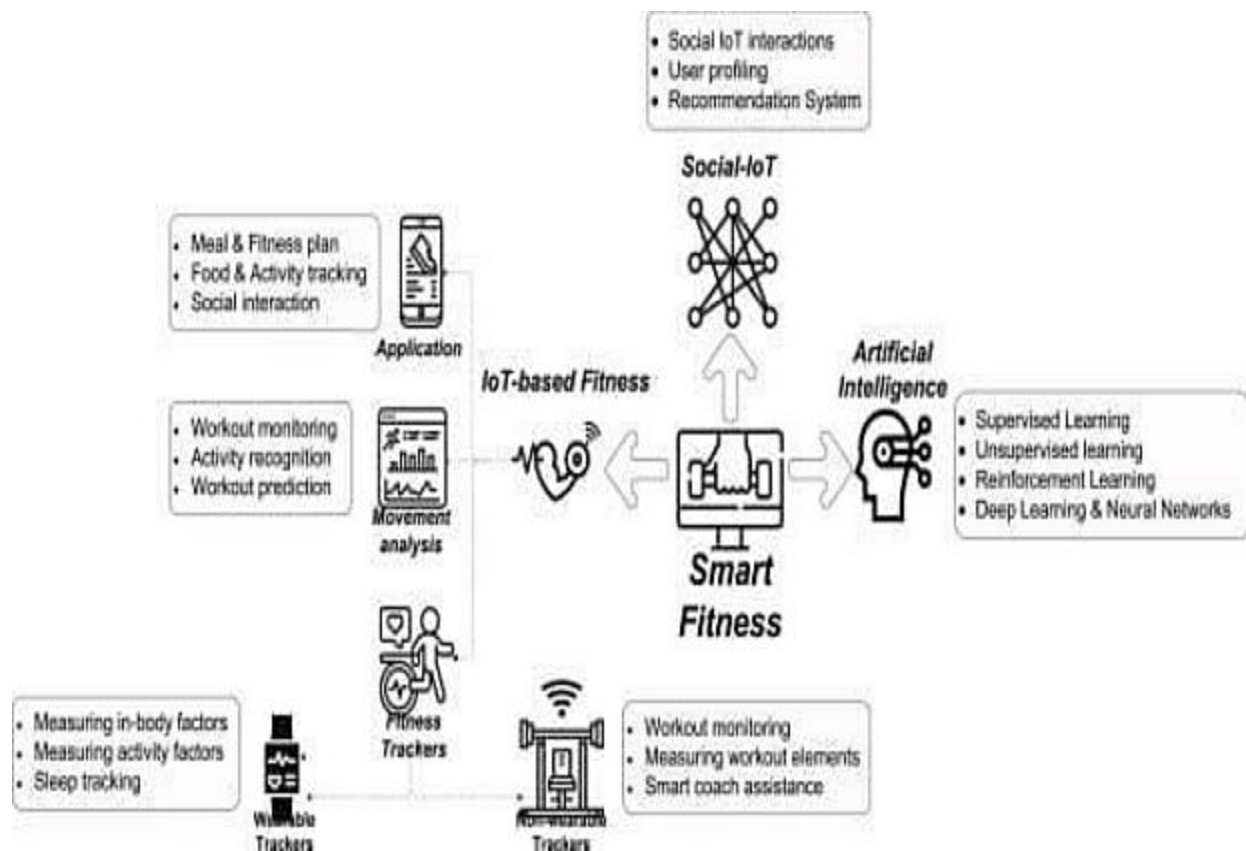 • Social IoT interactions
• User profiling
• Recommendation System
Social-IoT
• Meal & Fitness plan
• Food & Activity tracking
• Social interaction
Application
IoT-based Fitness
Artificial
Intelligence
• Workout monitoring
• Activity recognition
• Workout prediction
Movement
analysis
• Supervised Learning
• Unsupervised learning
• Reinforcement Learning
• Deep Learning & Neural Networks
Smart
Fitness
Fitness
Trackers
• Measuring in-body factors
• Measuring activity factors
• Sleep tracking
Wearable
Trackers
Non-wearable
Trackers
• Workout monitoring
• Measuring workout elements
• Smart coach assistance